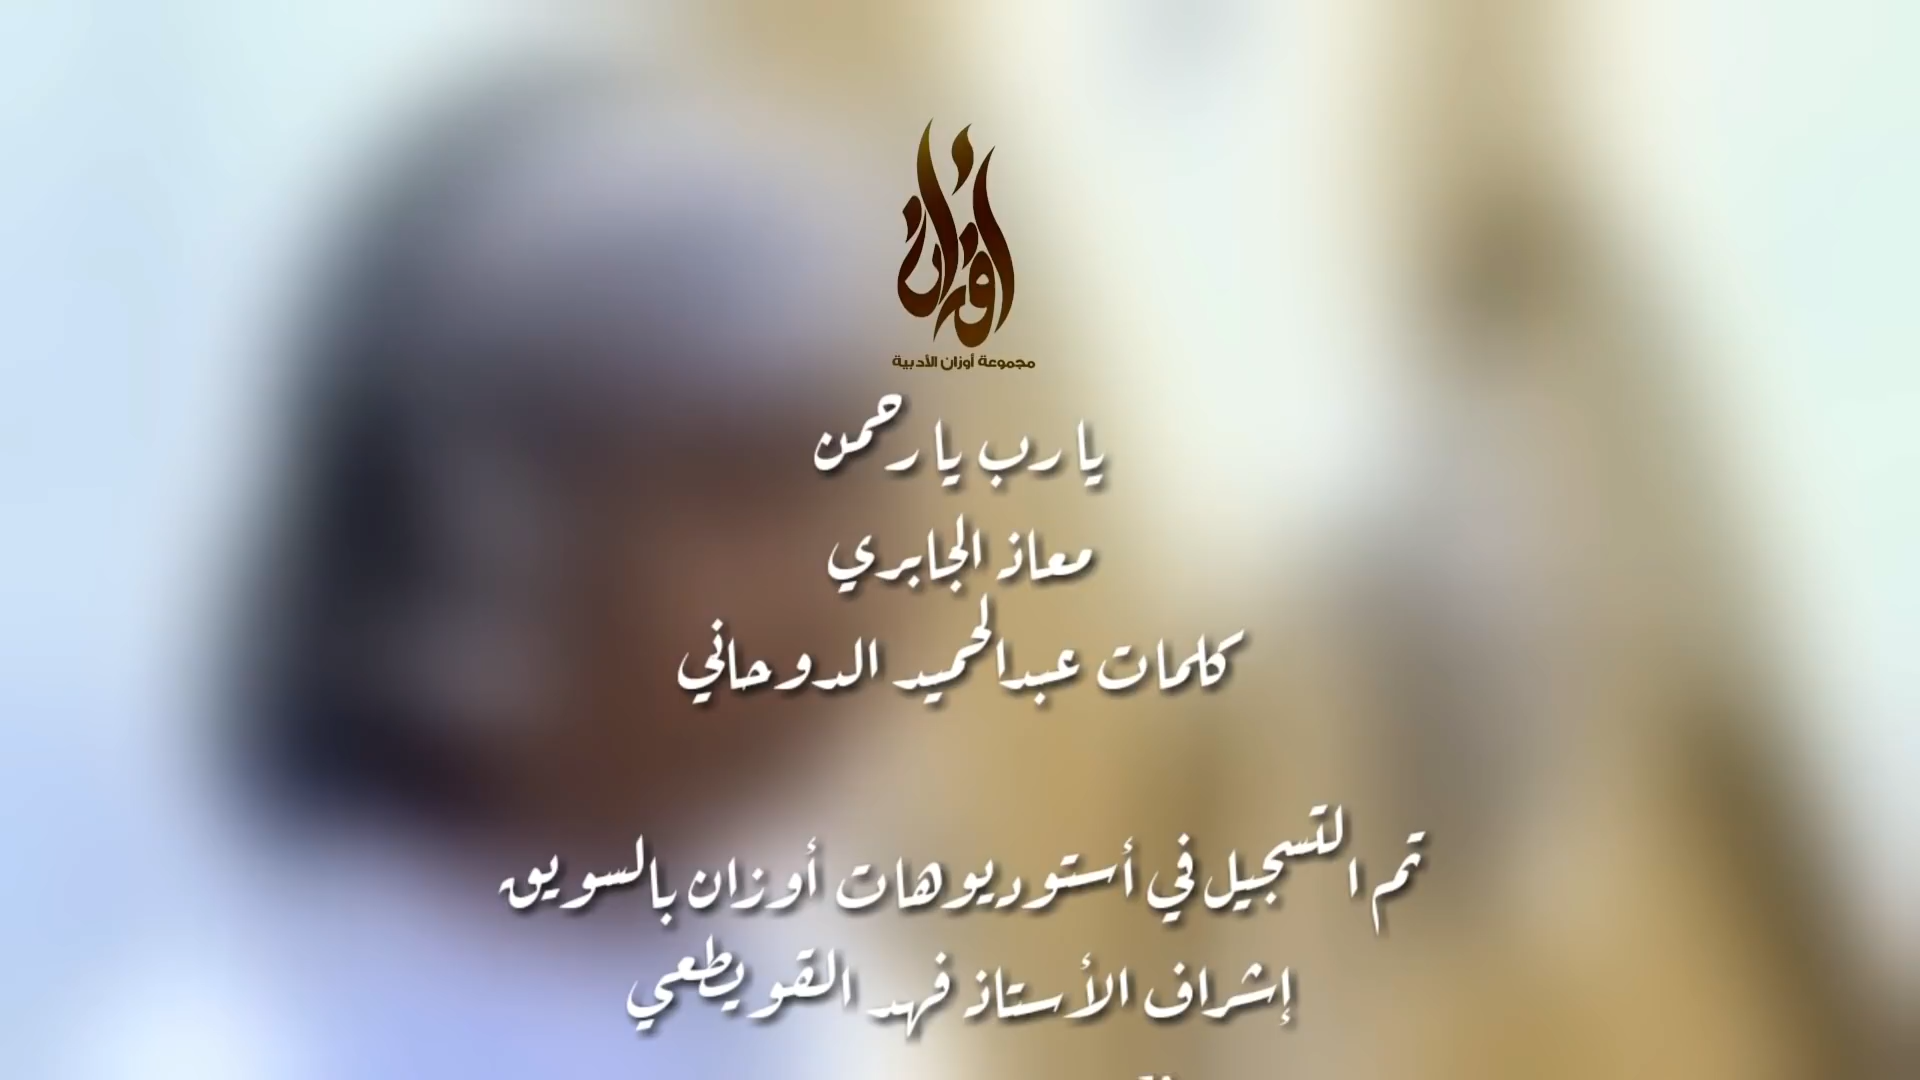 أوزان
مجموعة أوزان الأدبية
يارب يارحمن
معاذ الجابري
كلمات عبدالحميد الدوحاني
تم التسجيل في أستوديوهات أوزان بالسويق
إشراف الأستاذ فهد القويطعي